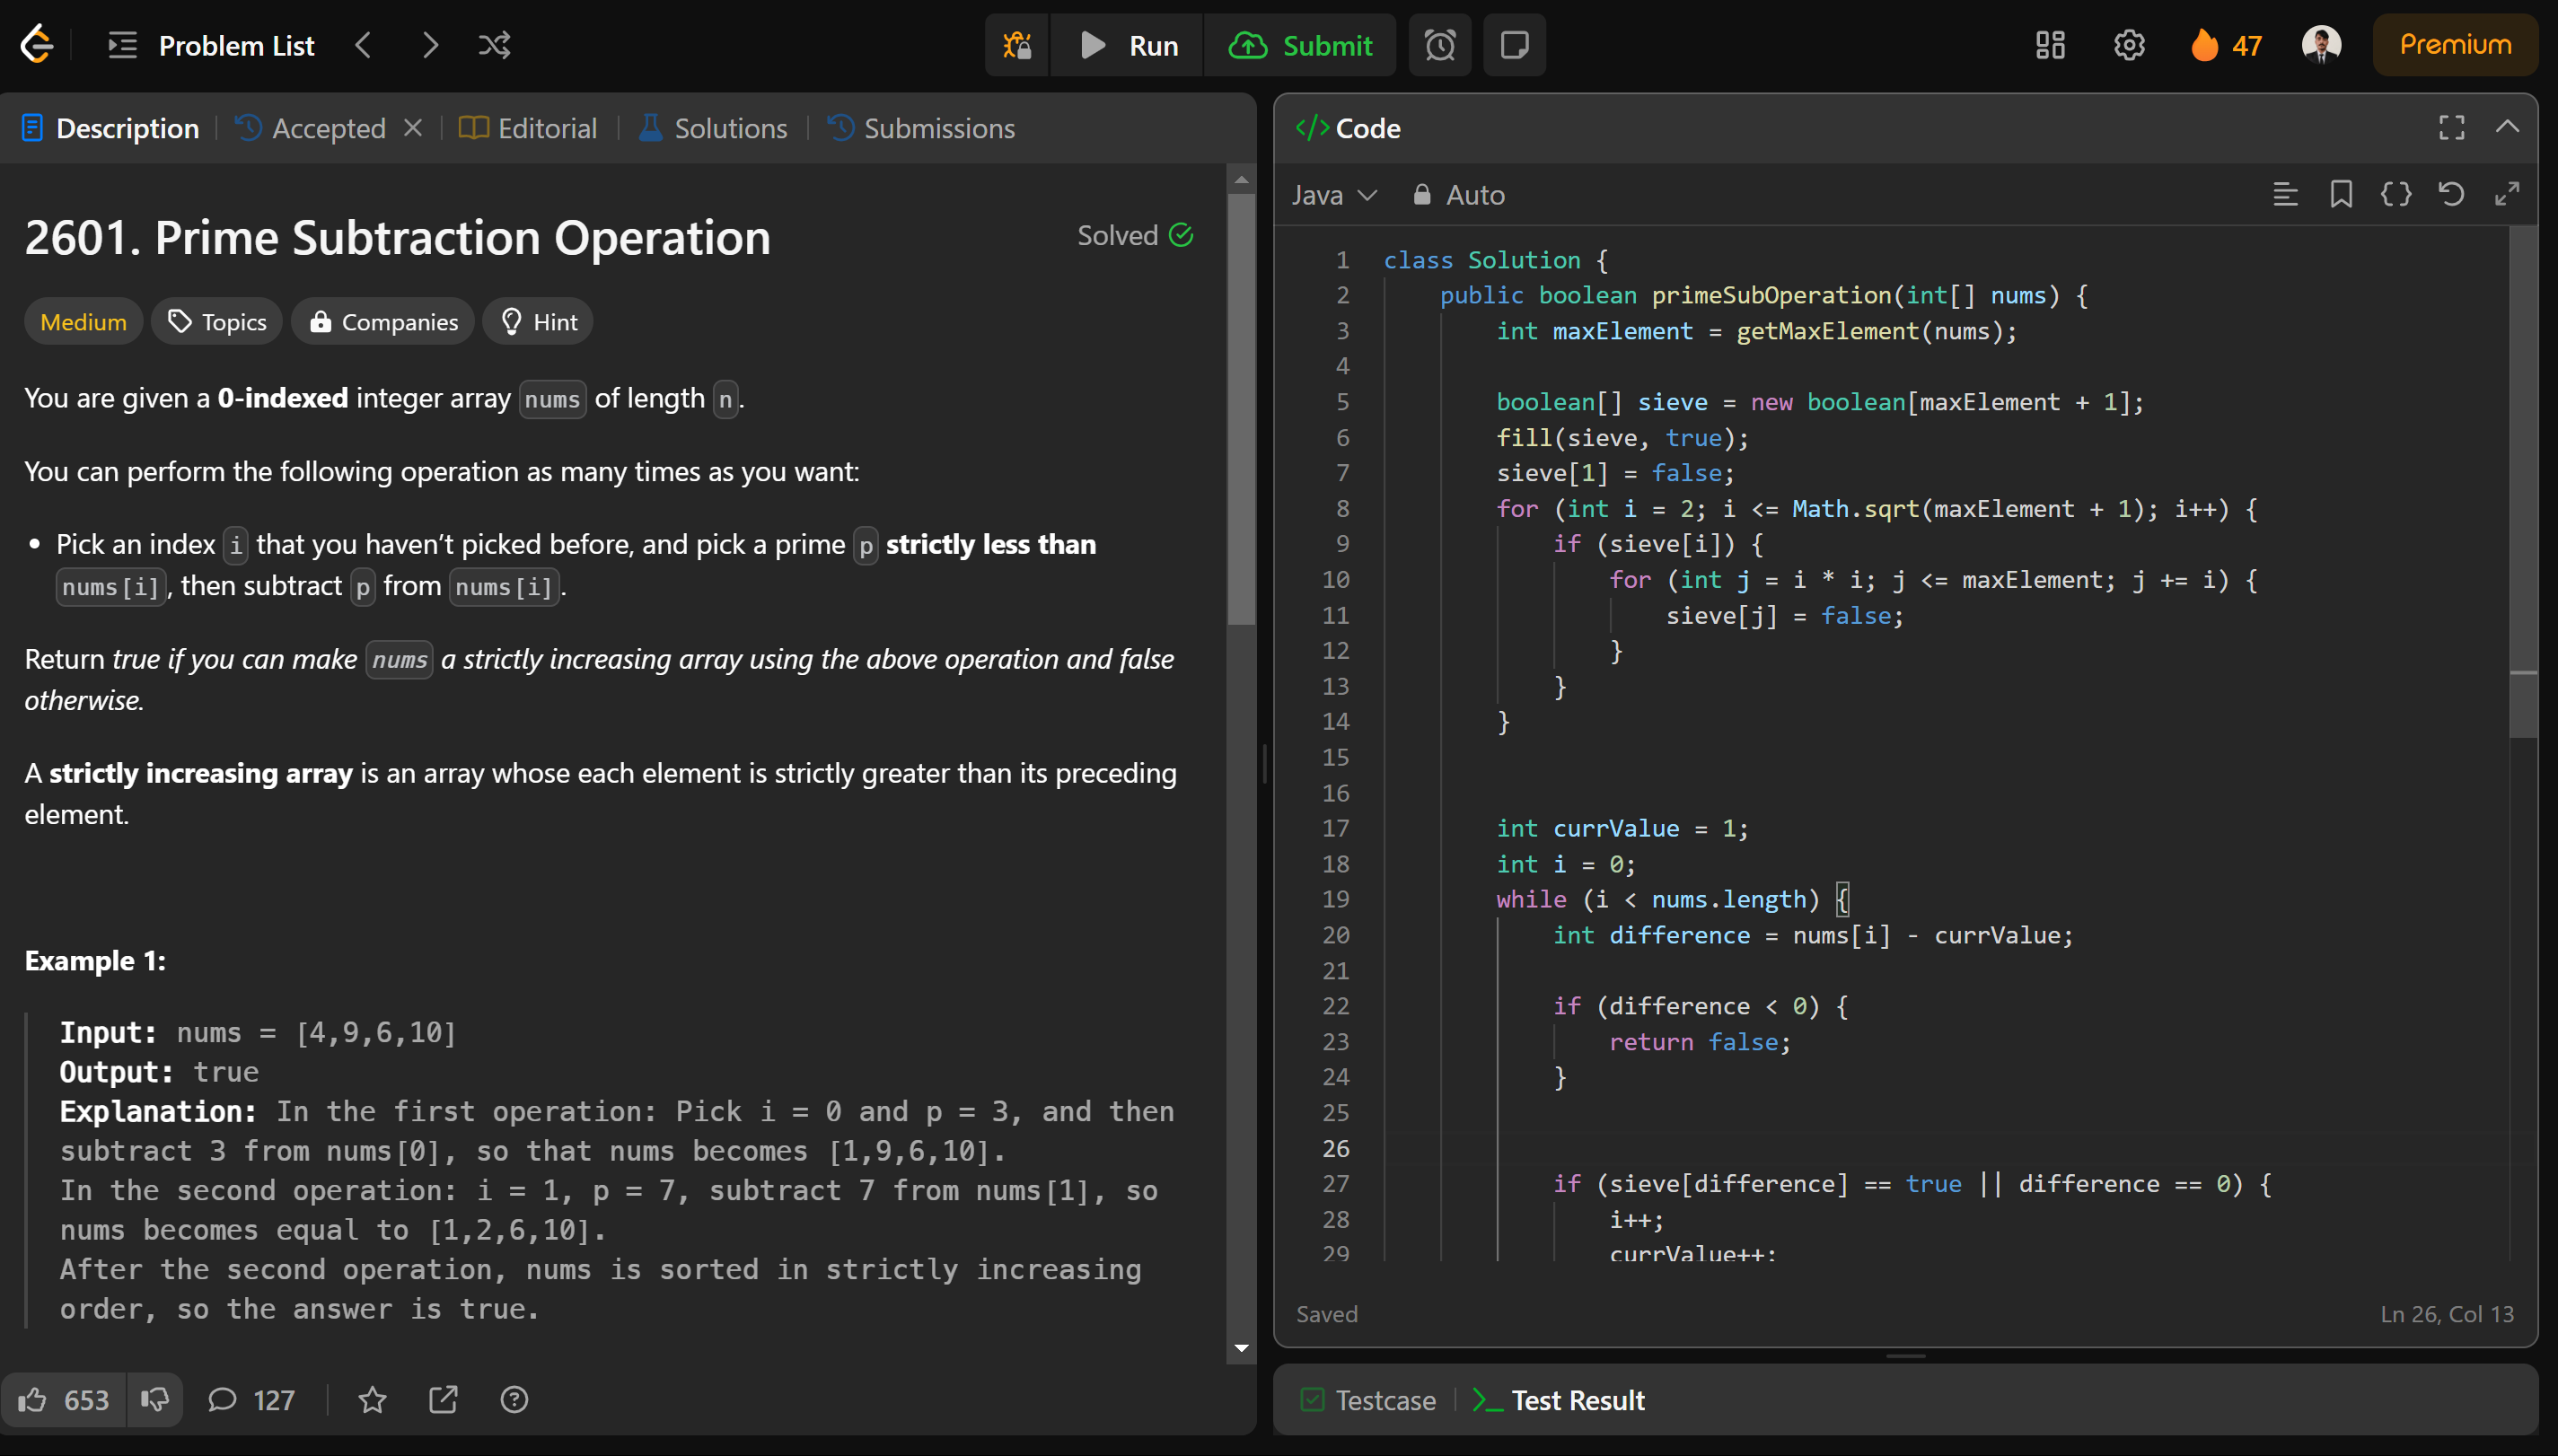 Problem List
Run
Submit
47
Premium
Description
Accepted
Editorial
Solutions
Submissions
2601. Prime Subtraction Operation
Solved
Medium
Topics
Companies
Hint
You are given a 0-indexed integer array nums of length n.
You can perform the following operation as many times as you want:
• Pick an index i that you haven’t picked before, and pick a prime p strictly less than
nums[i], then subtract p from nums[i].
Return true if you can make nums a strictly increasing array using the above operation and false
otherwise.
A strictly increasing array is an array whose each element is strictly greater than its preceding
element.
Example 1:
Input: nums = [4,9,6,10]
Output: true
Explanation: In the first operation: Pick i = 0 and p = 3, and then
subtract 3 from nums[0], so that nums becomes [1,9,6,10].
In the second operation: i = 1, p = 7, subtract 7 from nums[1], so
nums becomes equal to [1,2,6,10].
After the second operation, nums is sorted in strictly increasing
order, so the answer is true.
653
127
</> Code
Java
Auto
1 class Solution {
2 public boolean primeSubOperation(int[] nums) {
3 int maxElement = getMaxElement(nums);
4
5 boolean[] sieve = new boolean[maxElement + 1];
6 fill(sieve, true);
7 sieve[1] = false;
8 for (int i = 2; i <= Math.sqrt(maxElement + 1); i++) {
9 if (sieve[i]) {
10 for (int j = i * i; j <= maxElement; j += i) {
11 sieve[j] = false;
12 }
13 }
14 }
15
16
17 int currValue = 1;
18 int i = 0;
19 while (i < nums.length) {
20 int difference = nums[i] - currValue;
21
22 if (difference < 0) {
23 return false;
24 }
25
26
27 if (sieve[difference] == true || difference == 0) {
28 i++;
29 currValue++;
Saved
Ln 26, Col 13
Testcase
Test Result